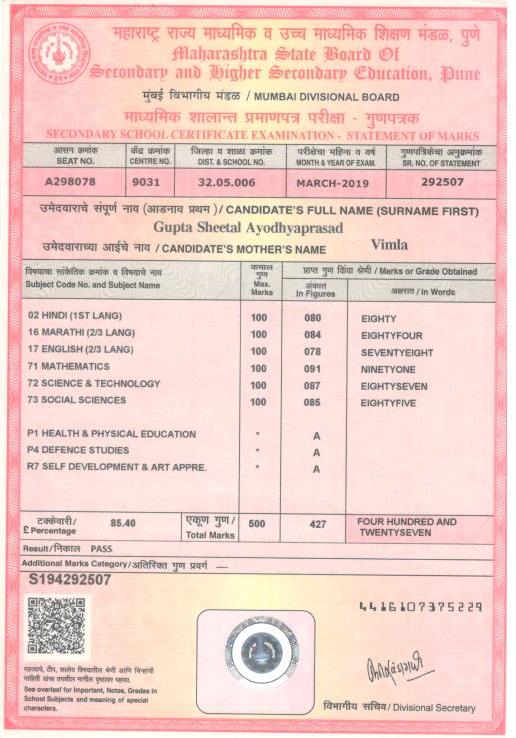 महाराष्ट्र राज्य माध्यमिक व उच्च माध्यमिक शिक्षण मंडळ, पुणे
Maharashtra State Board Of
Secondary and Higher Secondary Education, Pune
मुंबई विभागीय मंडळ / MUMBAI DIVISIONAL BOARD
माध्यमिक शालान्त प्रमाणपत्र परीक्षा - गुणपत्रक
SECONDARY SCHOOL CERTIFICATE EXAMINATION - STATEMENT OF MARKS
आसन क्रमांक केंद्र क्रमांक जिल्हा व शाळा क्रमांक परीक्षेचा महिना व वर्ष गुणपत्रिकेचा अनुक्रमांक
SEAT NO. CENTRE NO. DIST. & SCHOOL NO. MONTH & YEAR OF EXAM. SR. NO. OF STATEMENT
A298078 9031 32.05.006 MARCH-2019 292507
उमेदवाराचे संपूर्ण नाव (आडनाव प्रथम) / CANDIDATE'S FULL NAME (SURNAME FIRST)
Gupta Sheetal Ayodhyaprasad
उमेदवाराच्या आईचे नाव / CANDIDATE'S MOTHER'S NAME Vimla
विषयाचा सांकेतिक क्रमांक व विषयाचे नाव
Subject Code No. and Subject Name
कमाल
गुण
Max.
Marks
प्राप्त गुण किंवा श्रेणी / Marks or Grade Obtained
अंकात
In Figures
अक्षरात / In Words
02 HINDI (1ST LANG) 100 080 EIGHTY
16 MARATHI (2/3 LANG) 100 084 EIGHTYFOUR
17 ENGLISH (2/3 LANG) 100 078 SEVENTYEIGHT
71 MATHEMATICS 100 091 NINETYONE
72 SCIENCE & TECHNOLOGY 100 087 EIGHTYSEVEN
73 SOCIAL SCIENCES 100 085 EIGHTYFIVE
P1 HEALTH & PHYSICAL EDUCATION * A
P4 DEFENCE STUDIES * A
R7 SELF DEVELOPMENT & ART APPRE. * A
टक्केवारी/
£ Percentage
85.40
एकूण गुण /
Total Marks
500 427
FOUR HUNDRED AND
TWENTYSEVEN
Result/निकाल PASS
Additional Marks Category/अतिरिक्त गुण प्रवर्ग —
S194292507
4416107375229
महत्वाचे, टीप, शालेय विषयातील श्रेणी आणि चिन्हांची
माहिती यांचा तपशील मागील पृष्ठावर पहावा.
See overleaf for Important, Notes, Grades in
School Subjects and meaning of special
characters.
विभागीय सचिव / Divisional Secretary